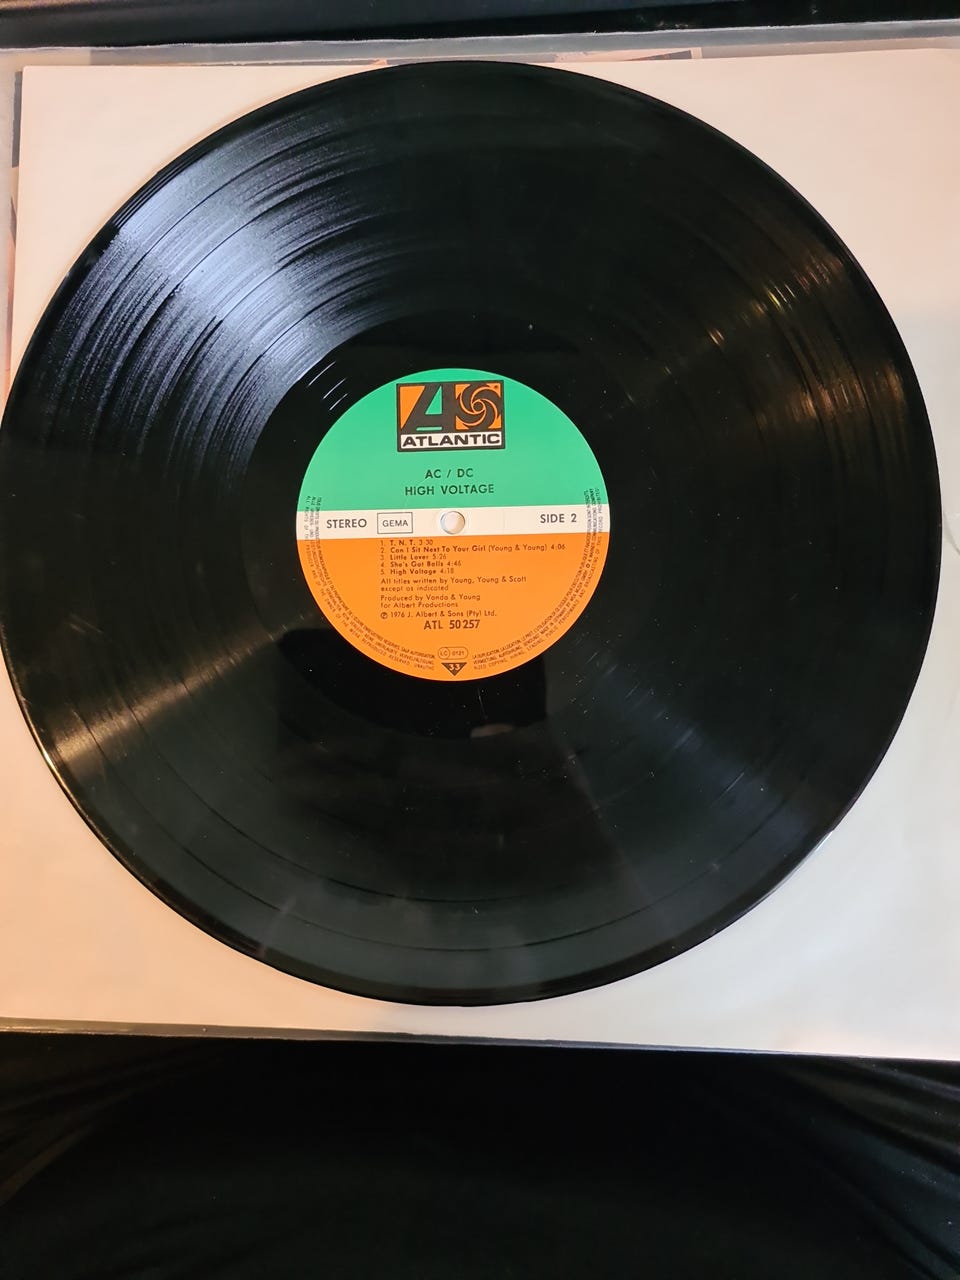 ATLANTIC
AC / DC
HIGH VOLTAGE
STEREO GEMA SIDE 2
1. T. N. T. 3:30
2. Can I Sit Next To Your Girl (Young & Young) 4:06
3. Little Lover 5:26
4. She's Got Balls 4:46
5. High Voltage 4:18
All titles written by Young, Young & Scott
except as indicated
Produced by Vanda & Young
for Albert Productions
℗ 1976 J. Albert & Sons (Pty) Ltd.
ATL 50 257
LC 0121
33